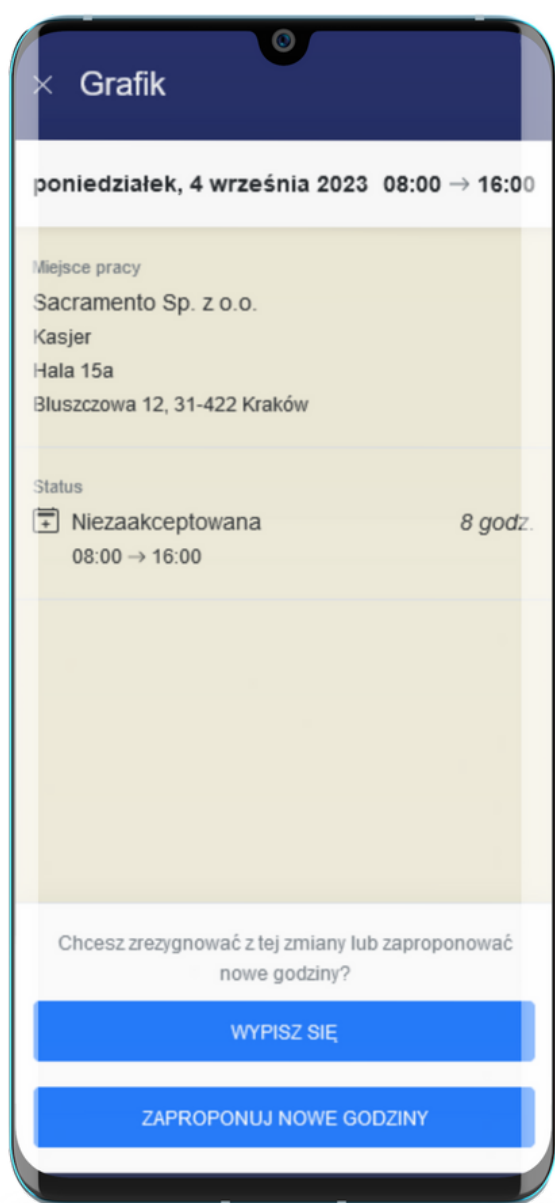 Grafik
poniedziałek, 4 września 2023 08:00 → 16:00
Miejsce pracy
Sacramento Sp. z o.o.
Kasjer
Hala 15a
Bluszczowa 12, 31-422 Kraków
Status
Niezaakceptowana 8 godz.
08:00 → 16:00
Chcesz zrezygnować z tej zmiany lub zaproponować
nowe godziny?
WYPISZ SIĘ
ZAPROPONUJ NOWE GODZINY